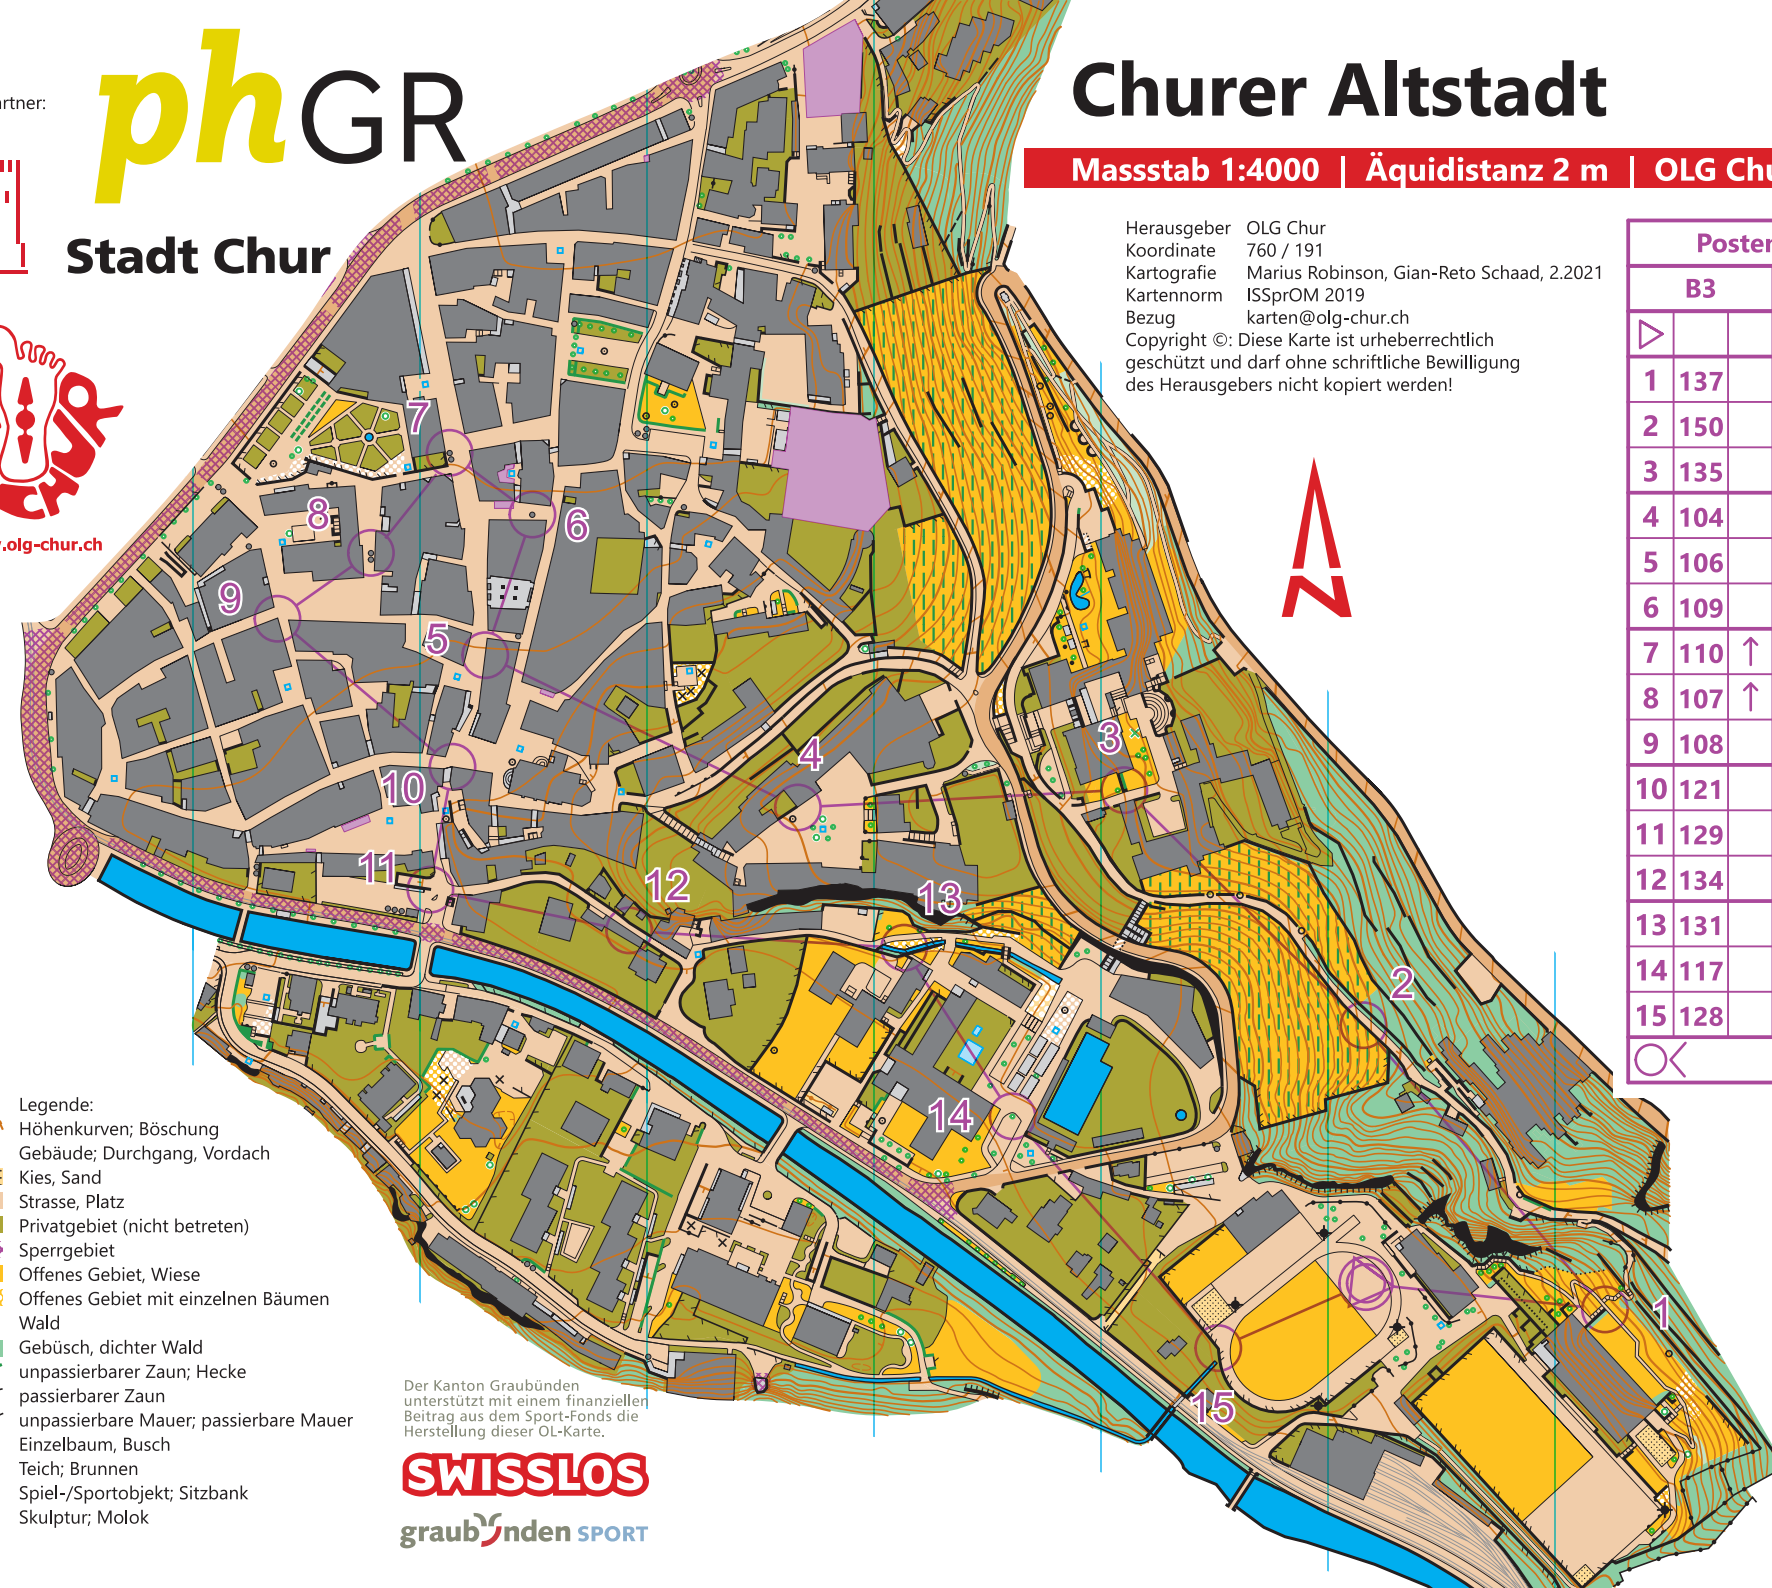 artner:
phGR
Stadt Chur
CHUR
.olg-chur.ch
Churer Altstadt
Massstab 1:4000 | Äquidistanz 2 m | OLG Chu
Herausgeber OLG Chur
Koordinate 760 / 191
Kartografie Marius Robinson, Gian-Reto Schaad, 2.2021
Kartennorm ISSprOM 2019
Bezug karten@olg-chur.ch
Copyright ©: Diese Karte ist urheberrechtlich
geschützt und darf ohne schriftliche Bewilligung
des Herausgebers nicht kopiert werden!
N
Poster
B3
1 137
2 150
3 135
4 104
5 106
6 109
7 110 ↑
8 107 ↑
9 108
10 121
11 129
12 134
13 131
14 117
15 128
7
8
6
9
5
4
3
10
11
12
13
2
14
1
15
Legende:
Höhenkurven; Böschung
Gebäude; Durchgang, Vordach
Kies, Sand
Strasse, Platz
Privatgebiet (nicht betreten)
Sperrgebiet
Offenes Gebiet, Wiese
Offenes Gebiet mit einzelnen Bäumen
Wald
Gebüsch, dichter Wald
unpassierbarer Zaun; Hecke
passierbarer Zaun
unpassierbare Mauer; passierbare Mauer
Einzelbaum, Busch
Teich; Brunnen
Spiel-/Sportobjekt; Sitzbank
Skulptur; Molok
Der Kanton Graubünden
unterstützt mit einem finanziellen
Beitrag aus dem Sport-Fonds die
Herstellung dieser OL-Karte.
SWISSLOS
graubünden SPORT